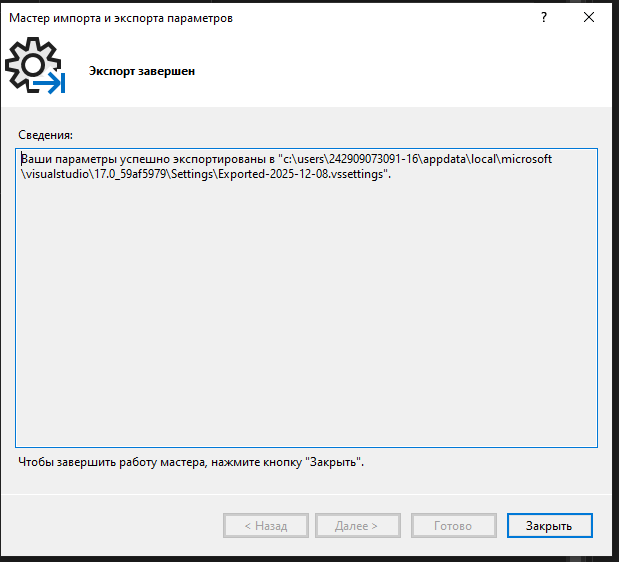 Мастер импорта и экспорта параметров
?
Экспорт завершен
Сведения:
Ваши параметры успешно экспортированы в "c:\users\242909073091-16\appdata\local\microsoft
\visualstudio\17.0_59af5979\Settings\Exported-2025-12-08.vssettings".
Чтобы завершить работу мастера, нажмите кнопку "Закрыть".
< Назад
Далее >
Готово
Закрыть